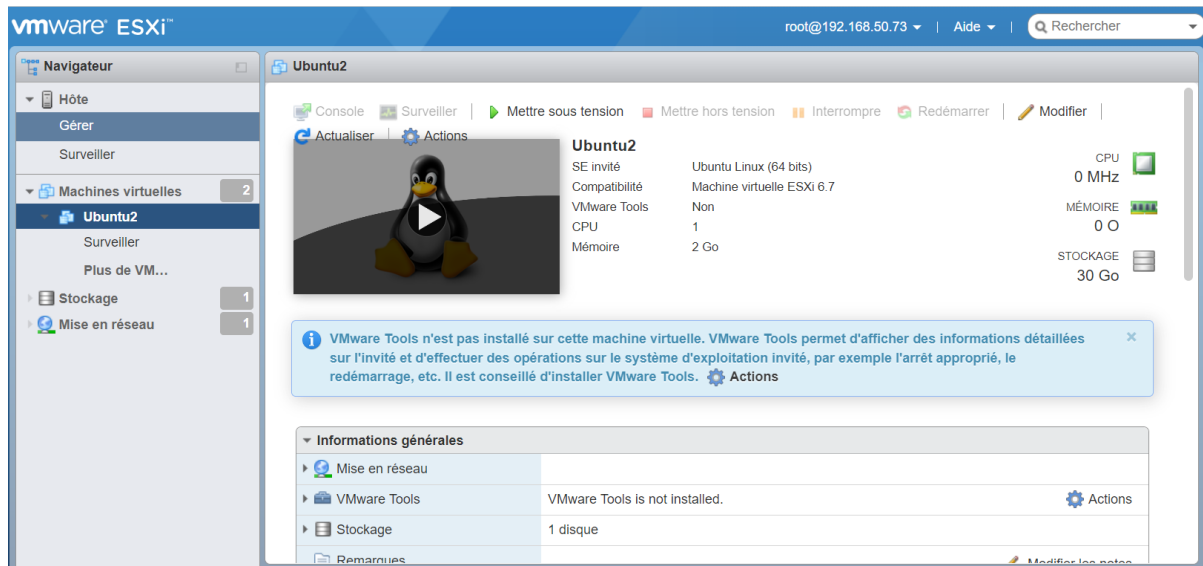 vmware ESXi™
root@192.168.50.73 | Aide | Rechercher
Navigateur
Hôte
Gérer
Surveiller
Machines virtuelles 2
Ubuntu2
Surveiller
Plus de VM...
Stockage 1
Mise en réseau 1
Ubuntu2
Console Surveiller | Mettre sous tension Mettre hors tension Interrompre Redémarrer | Modifier |
Actualiser | Actions
Ubuntu2
SE invité Ubuntu Linux (64 bits)
Compatibilité Machine virtuelle ESXi 6.7
VMware Tools Non
CPU 1
Mémoire 2 Go
CPU
0 MHz
MÉMOIRE
0 O
STOCKAGE
30 Go
VMware Tools n'est pas installé sur cette machine virtuelle. VMware Tools permet d'afficher des informations détaillées
sur l'invité et d'effectuer des opérations sur le système d'exploitation invité, par exemple l'arrêt approprié, le
redémarrage, etc. Il est conseillé d'installer VMware Tools. Actions
Informations générales
Mise en réseau
VMware Tools VMware Tools is not installed. Actions
Stockage 1 disque
Remarques Modifier les notes